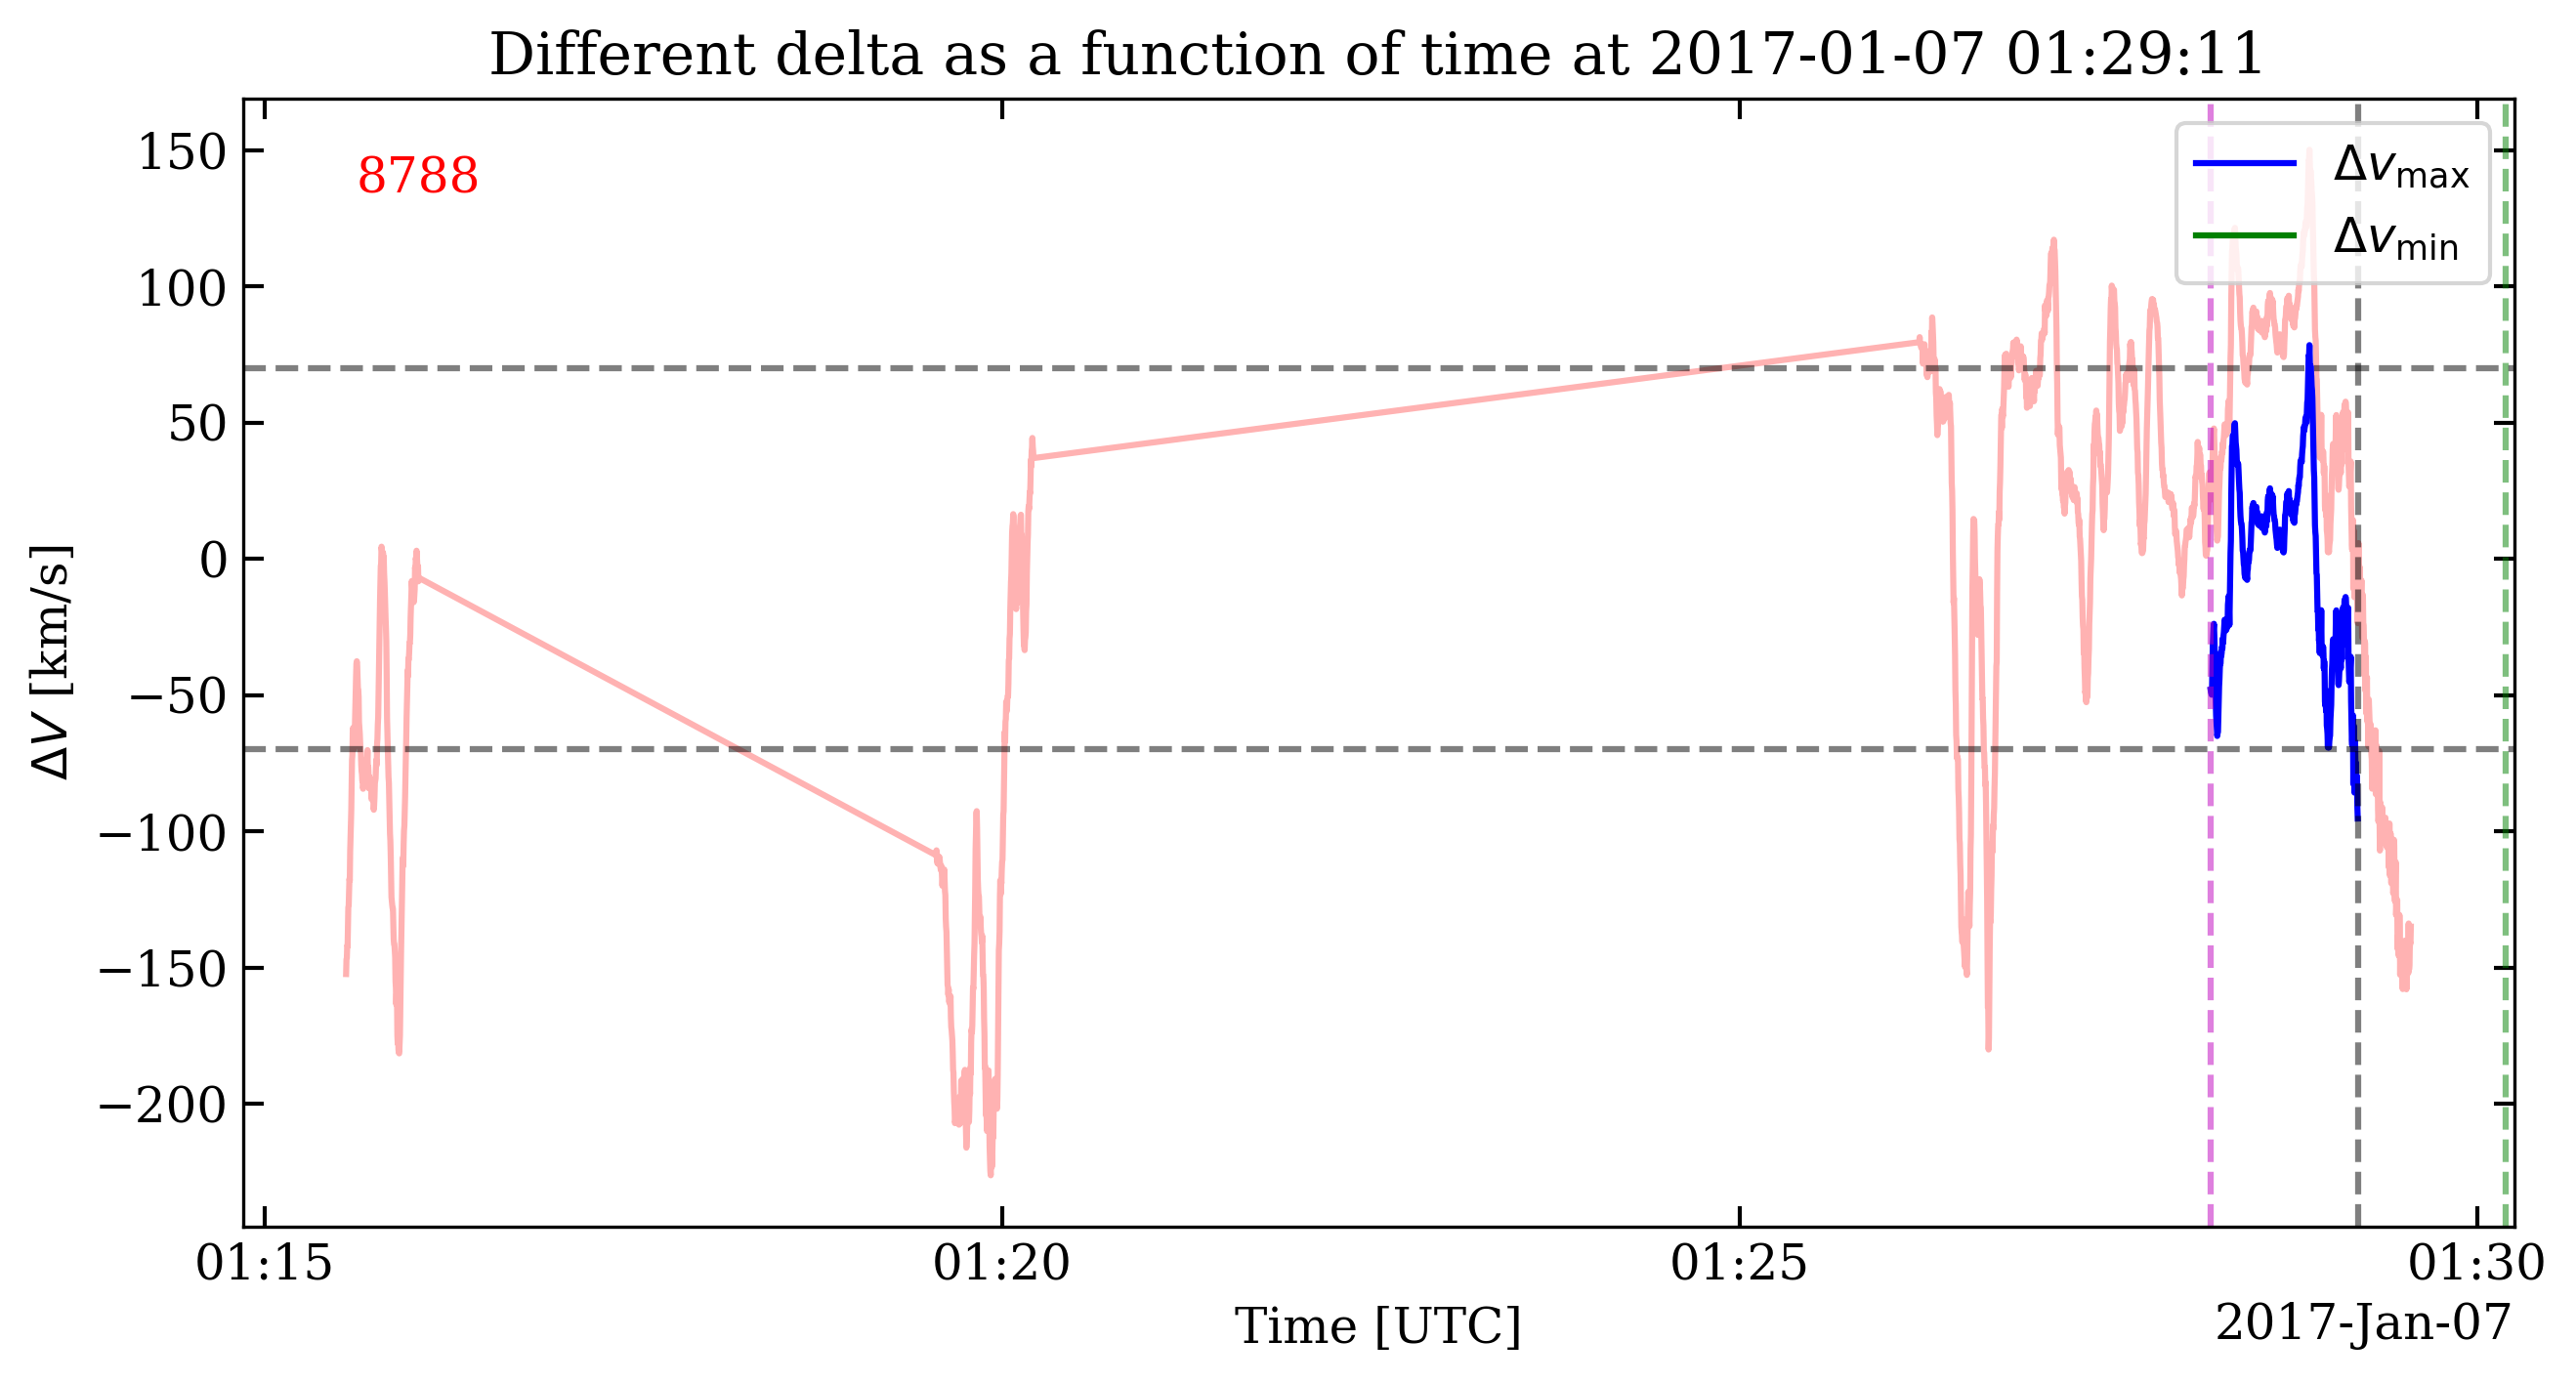 Different delta as a function of time at 2017-01-07 01:29:11
8788
Δv_max
Δv_min
150
100
50
0
−50
−100
−150
−200
ΔV [km/s]
01:15 01:20 01:25 01:30
Time [UTC]
2017-Jan-07